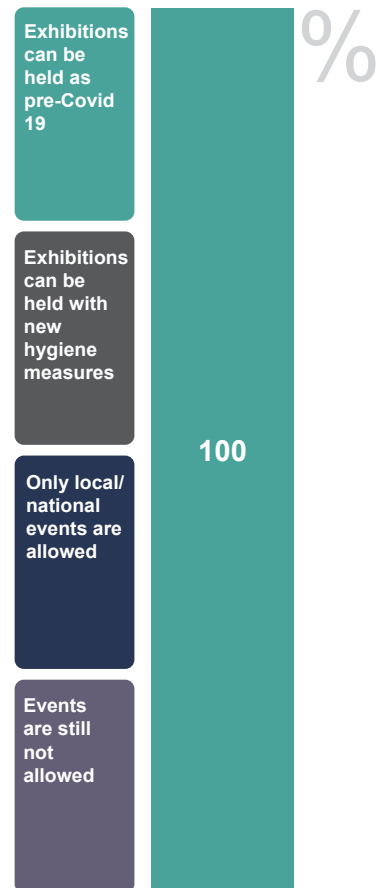 Exhibitions
can be
held as
pre-Covid
19
%
Exhibitions
can be
held with
new
hygiene
measures
100
Only local/
national
events are
allowed
Events
are still
not
allowed